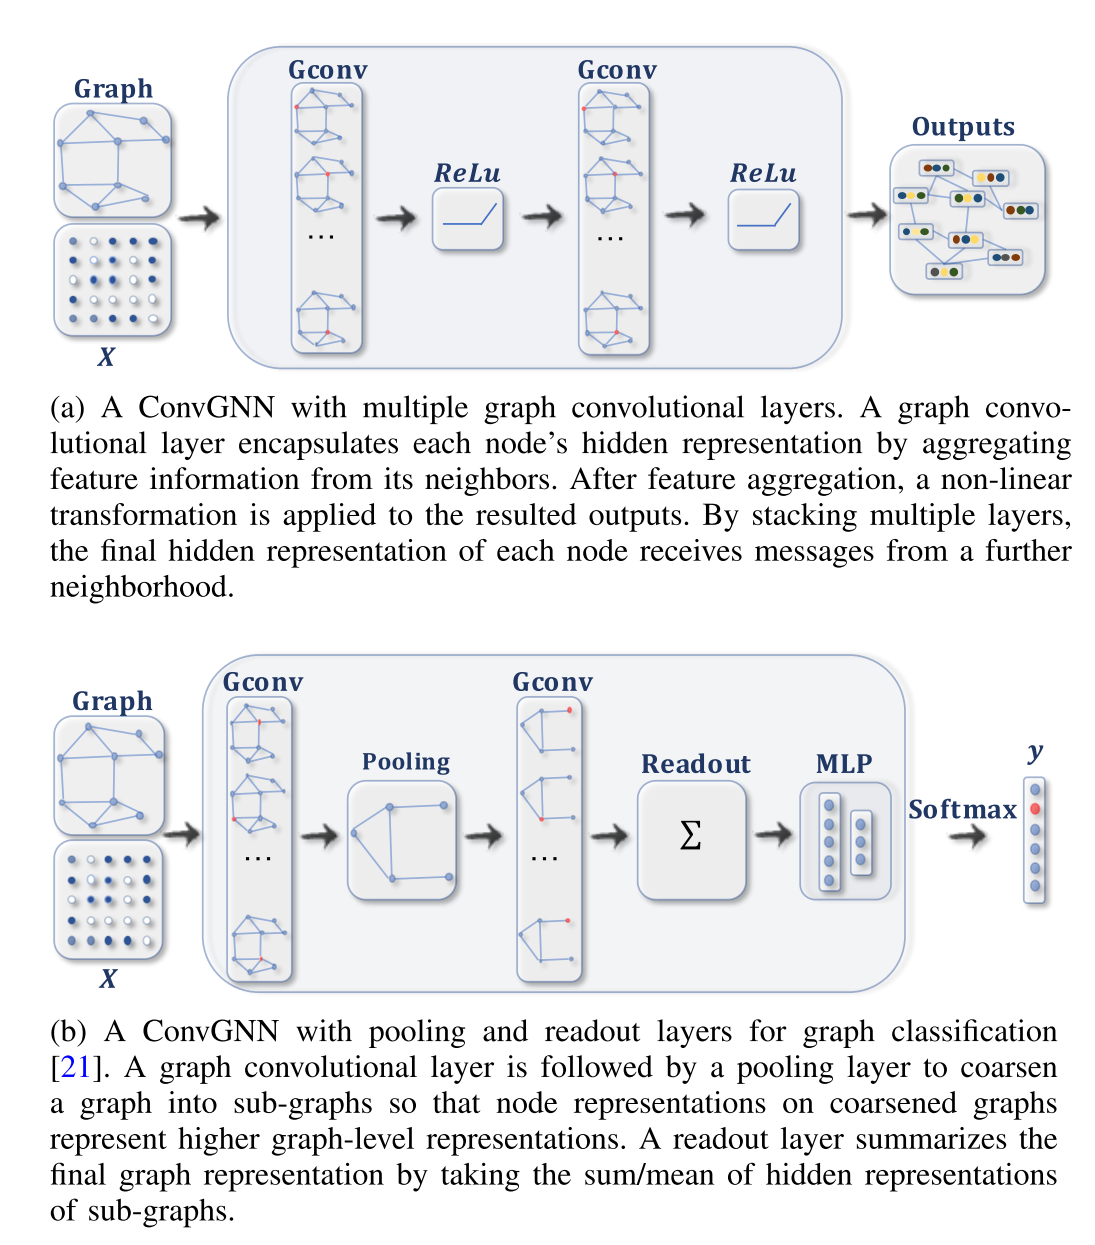 Graph
X
Gconv
...
ReLu
Gconv
...
ReLu
Outputs
(a) A ConvGNN with multiple graph convolutional layers. A graph convo-
lutional layer encapsulates each node's hidden representation by aggregating
feature information from its neighbors. After feature aggregation, a non-linear
transformation is applied to the resulted outputs. By stacking multiple layers,
the final hidden representation of each node receives messages from a further
neighborhood.
Graph
X
Gconv
...
Pooling
Gconv
...
Readout
Σ
MLP
Softmax
y
(b) A ConvGNN with pooling and readout layers for graph classification
[21]. A graph convolutional layer is followed by a pooling layer to coarsen
a graph into sub-graphs so that node representations on coarsened graphs
represent higher graph-level representations. A readout layer summarizes the
final graph representation by taking the sum/mean of hidden representations
of sub-graphs.